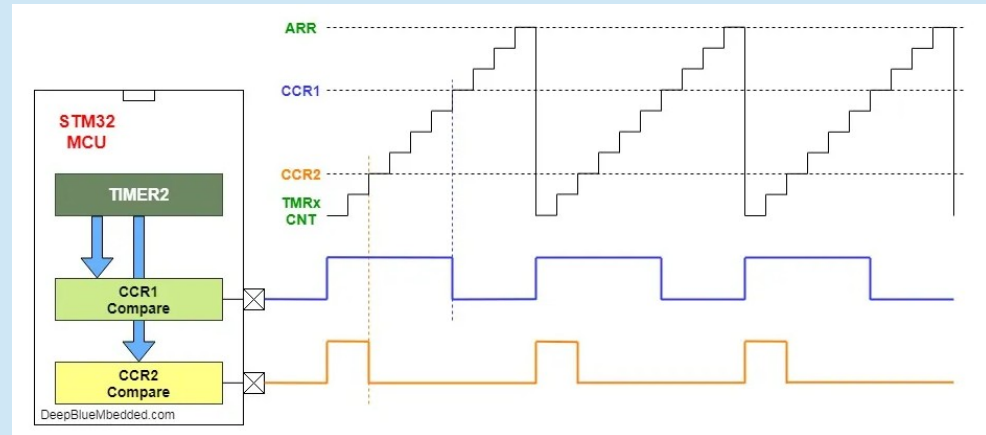 ARR
CCR1
CCR2
TMRx
CNT
STM32
MCU
TIMER2
CCR1
Compare
CCR2
Compare
DeepBlueMbedded.com